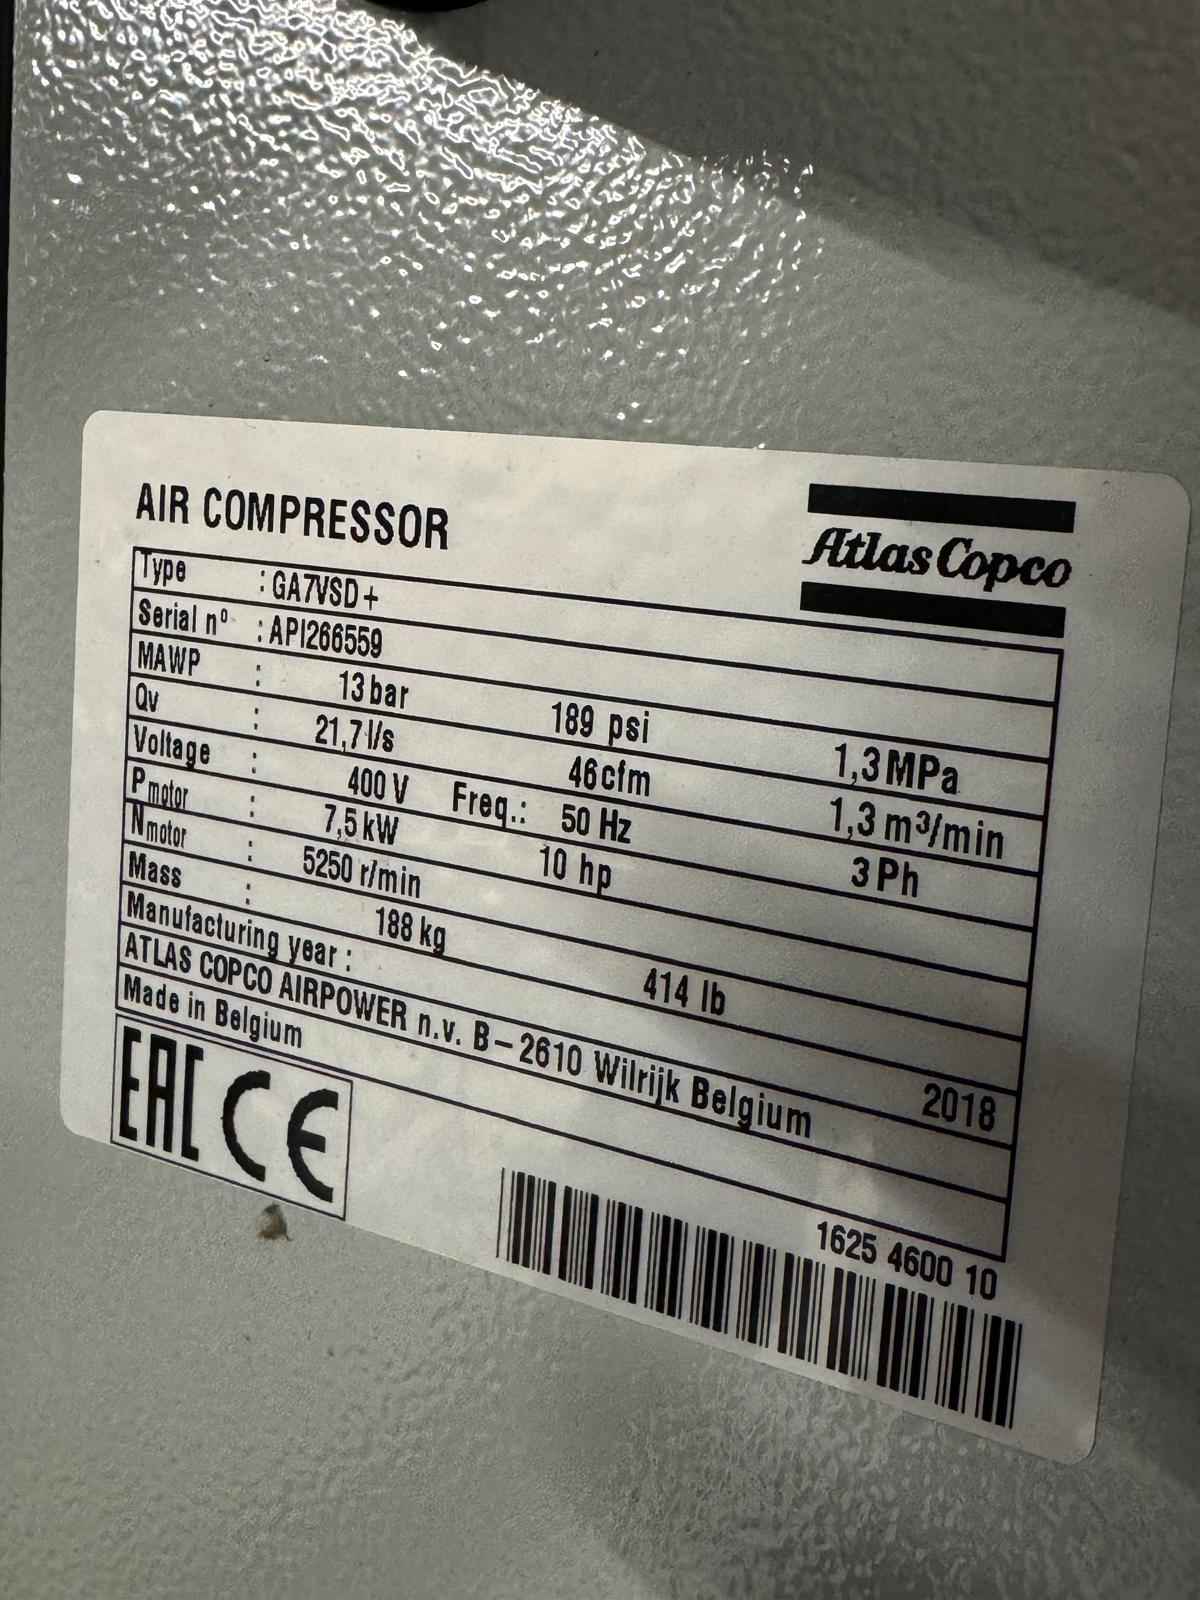 AIR COMPRESSOR
Atlas Copco
Type : GA7VSD+
Serial nº : API266559
MAWP : 13 bar 189 psi 1,3 MPa
Qv : 21,7 l/s 46cfm 1,3 m³/min
Voltage : 400 V Freq.: 50 Hz 3 Ph
Pmotor : 7,5 kW 10 hp
Nmotor : 5250 r/min
Mass : 188 kg 414 lb
Manufacturing year : 2018
ATLAS COPCO AIRPOWER n.v. B-2610 Wilrijk Belgium
Made in Belgium
EAC CE
1625 4600 10